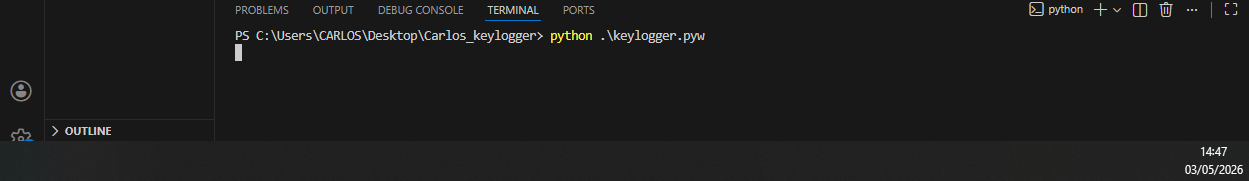 PROBLEMS OUTPUT DEBUG CONSOLE TERMINAL PORTS python
PS C:\Users\CARLOS\Desktop\Carlos_keylogger> python .\keylogger.pyw
OUTLINE
14:47
03/05/2026